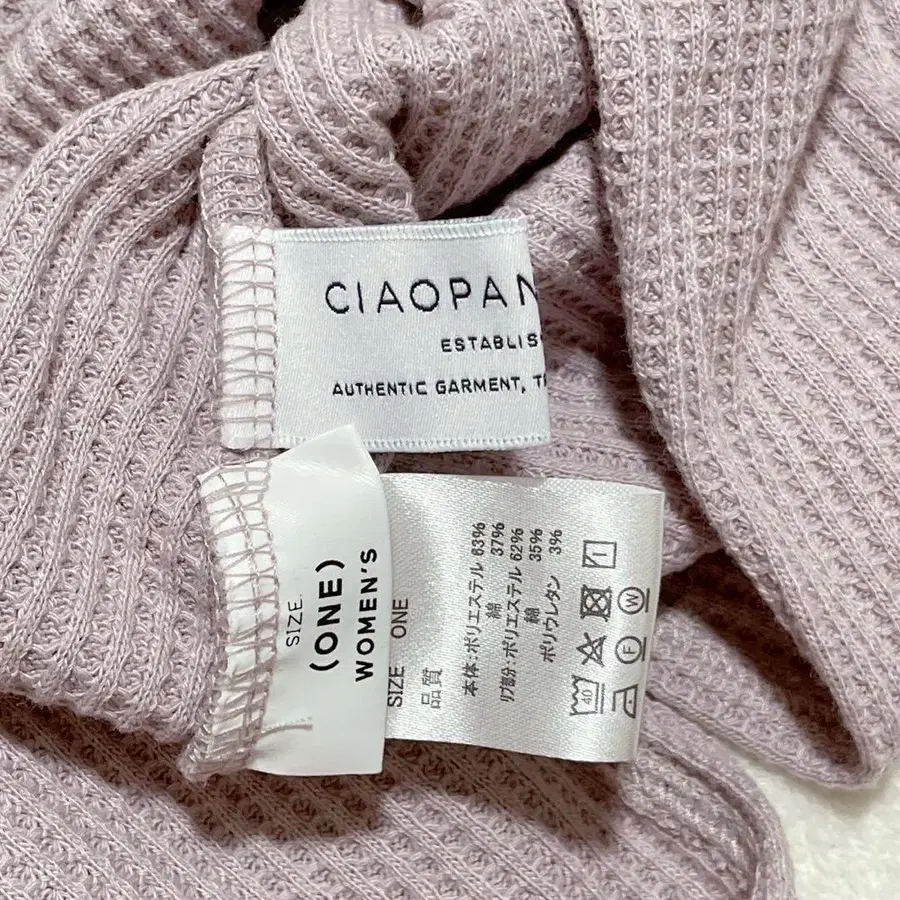 CIAOPAN
ESTABLIS
AUTHENTIC GARMENT, T
SIZE.
(ONE)
WOMEN'S
SIZE ONE
品質
本体:ポリエステル 63%
綿 37%
リブ部分:ポリエステル 62%
綿 35%
ポリウレタン 3%
40
F
W